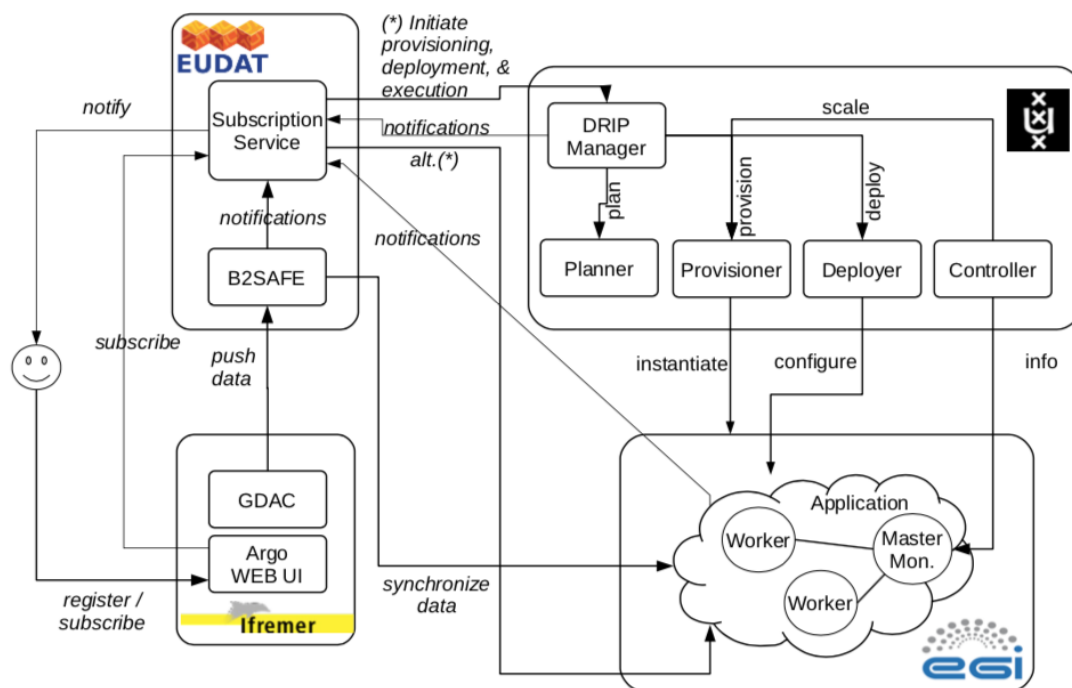 (*) Initiate
provisioning,
deployment, &
execution
EUDAT
notify
Subscription
Service
notifications
alt.(*)
DRIP
Manager
scale
U
plan
provision
deploy
notifications
notifications
B2SAFE
Planner
Provisioner
Deployer
Controller
subscribe
push
data
instantiate
configure
info
GDAC
Argo
WEB UI
register /
subscribe
Ifremer
synchronize
data
Application
Worker
Master
Mon.
Worker
egi